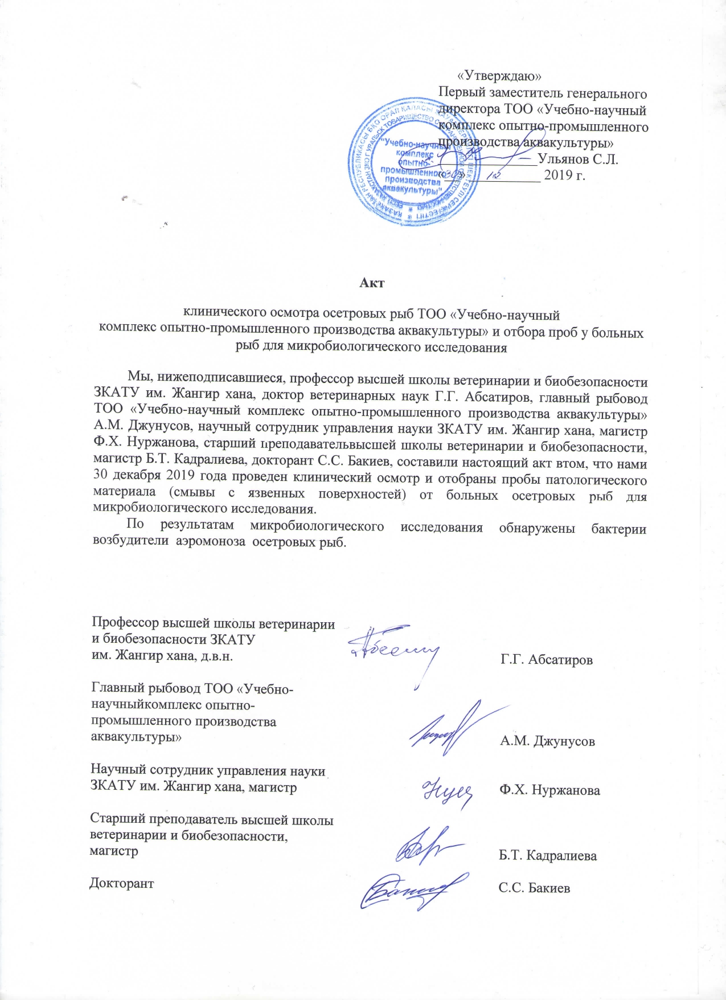 «Утверждаю»
Первый заместитель генерального
директора ТОО «Учебно-научный
комплекс опытно-промышленного
производства аквакультуры»
______________Ульянов С.Л.
«30» 12 2019 г.
"Учебно-научный
комплекс
опытно-
промышленного
производства
аквакультуры"
Акт
клинического осмотра осетровых рыб ТОО «Учебно-научный
комплекс опытно-промышленного производства аквакультуры» и отбора проб у больных
рыб для микробиологического исследования
Мы, нижеподписавшиеся, профессор высшей школы ветеринарии и биобезопасности
ЗКАТУ им. Жангир хана, доктор ветеринарных наук Г.Г. Абсатиров, главный рыбовод
ТОО «Учебно-научный комплекс опытно-промышленного производства аквакультуры»
А.М. Джунусов, научный сотрудник управления науки ЗКАТУ им. Жангир хана, магистр
Ф.Х. Нуржанова, старший преподавательвысшей школы ветеринарии и биобезопасности,
магистр Б.Т. Кадралиева, докторант С.С. Бакиев, составили настоящий акт втом, что нами
30 декабря 2019 года проведен клинический осмотр и отобраны пробы патологического
материала (смывы с язвенных поверхностей) от больных осетровых рыб для
микробиологического исследования.
По результатам микробиологического исследования обнаружены бактерии
возбудители аэромоноза осетровых рыб.
Профессор высшей школы ветеринарии
и биобезопасности ЗКАТУ
им. Жангир хана, д.в.н.
Г.Г. Абсатиров
Главный рыбовод ТОО «Учебно-
научныйкомплекс опытно-
промышленного производства
аквакультуры»
А.М. Джунусов
Научный сотрудник управления науки
ЗКАТУ им. Жангир хана, магистр
Ф.Х. Нуржанова
Старший преподаватель высшей школы
ветеринарии и биобезопасности,
магистр
Б.Т. Кадралиева
Докторант
С.С. Бакиев